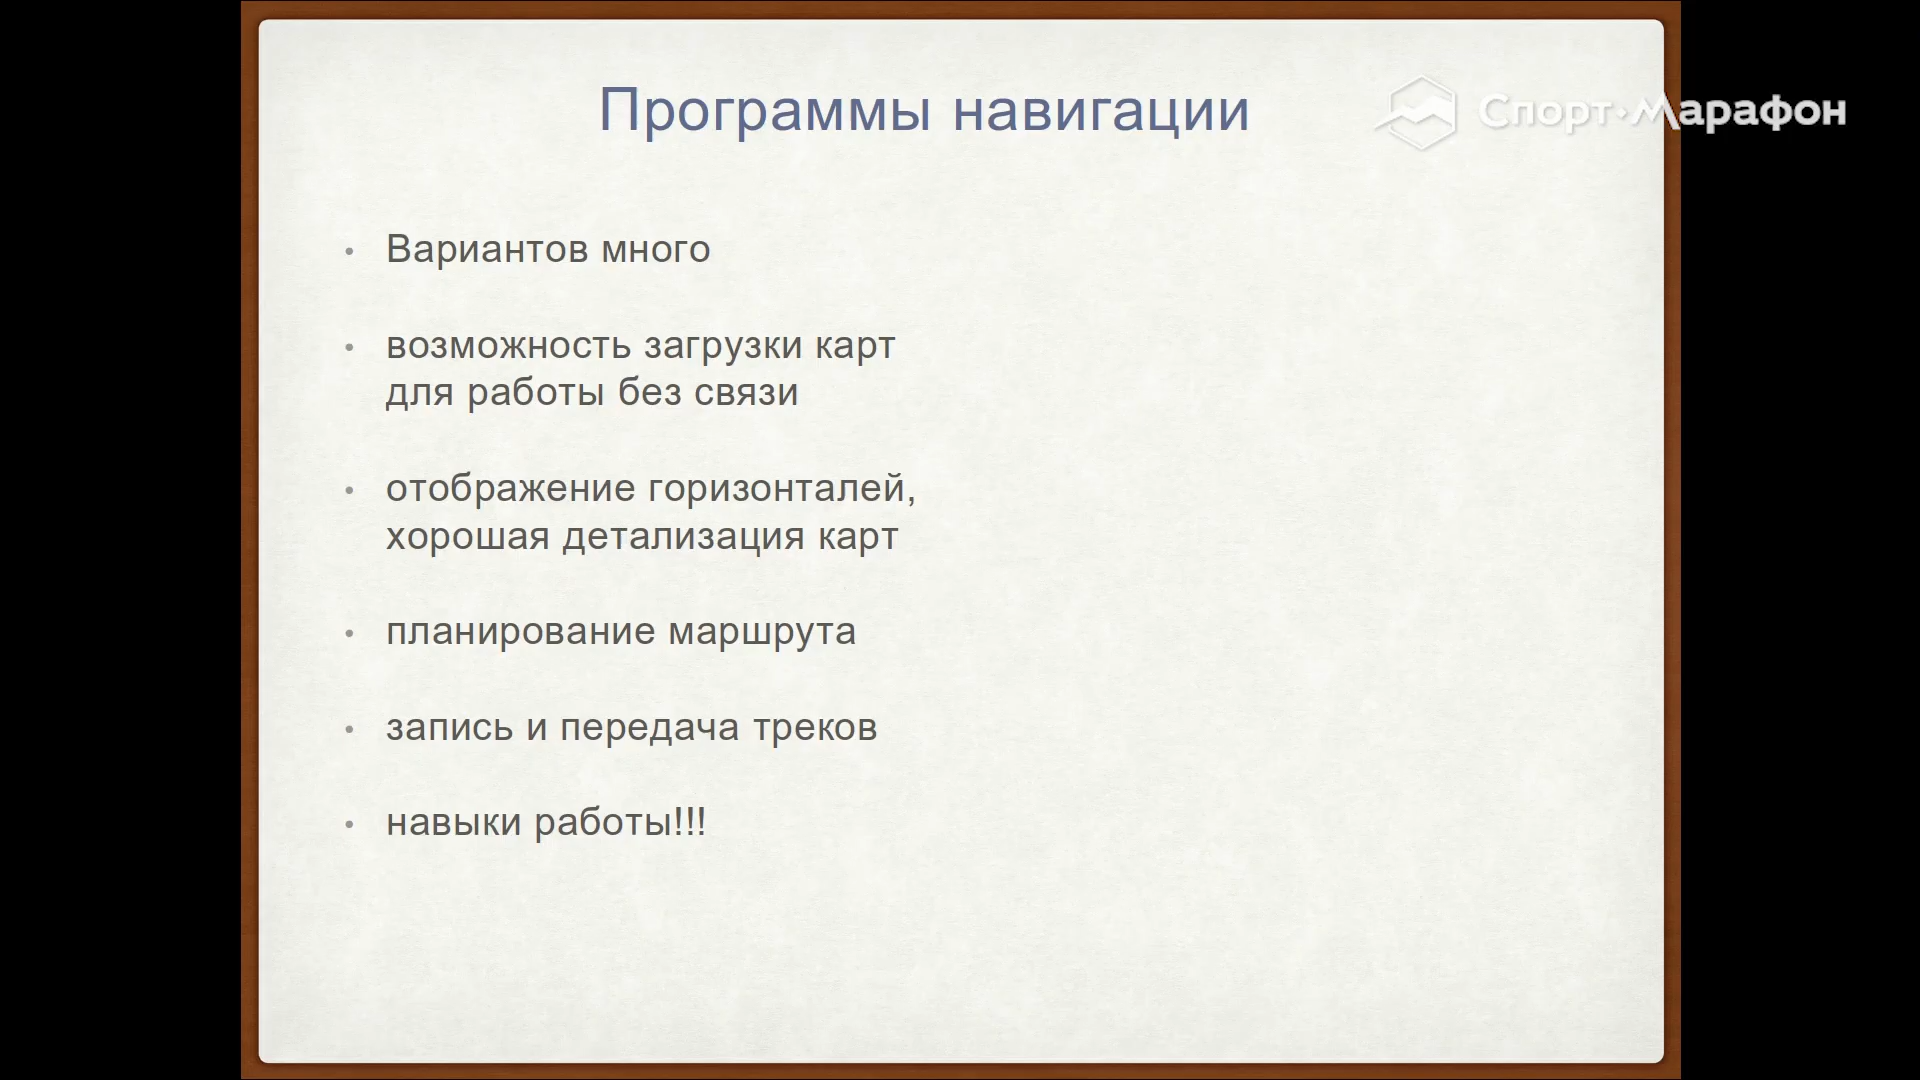 Программы навигации
Спорт·Марафон
Вариантов много
возможность загрузки карт
для работы без связи
отображение горизонталей,
хорошая детализация карт
планирование маршрута
запись и передача треков
навыки работы!!!